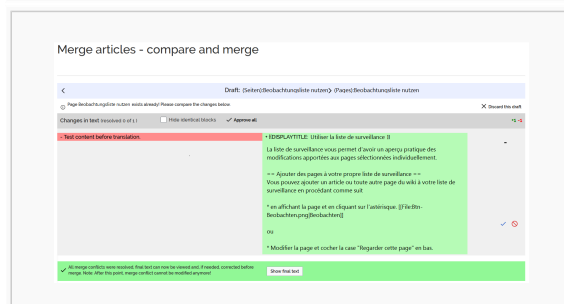 Merge articles - compare and merge
Draft: (Seiten):Beobachtungsliste nutzen> (Pages):Beobachtungsliste nutzen
Page Beobachtungsliste nutzen exists already! Please compare the changes below.
Discard this draft
Changes in text (resolved 0 of 1 )
Hide identical blocks
Approve all
+1 -1
- Test content before translation.
+ {{DISPLAYTITLE: Utiliser la liste de surveillance }}
La liste de surveillance vous permet d'avoir un aperçu pratique des
modifications apportées aux pages sélectionnées individuellement.
== Ajouter des pages à votre propre liste de surveillance ==
Vous pouvez ajouter un article ou toute autre page du wiki à votre liste de
surveillance en procédant comme suit
* en affichant la page et en cliquant sur l'astérisque. [[File:Btn-
Beobachten.png|Beobachten]]
ou
* Modifier la page et cocher la case "Regarder cette page" en bas.
All merge conflicts were resolved, final text can now be viewed and, if needed, corrected before
merge. Note: After this point, merge conflict cannot be modified anymore!
Show final text